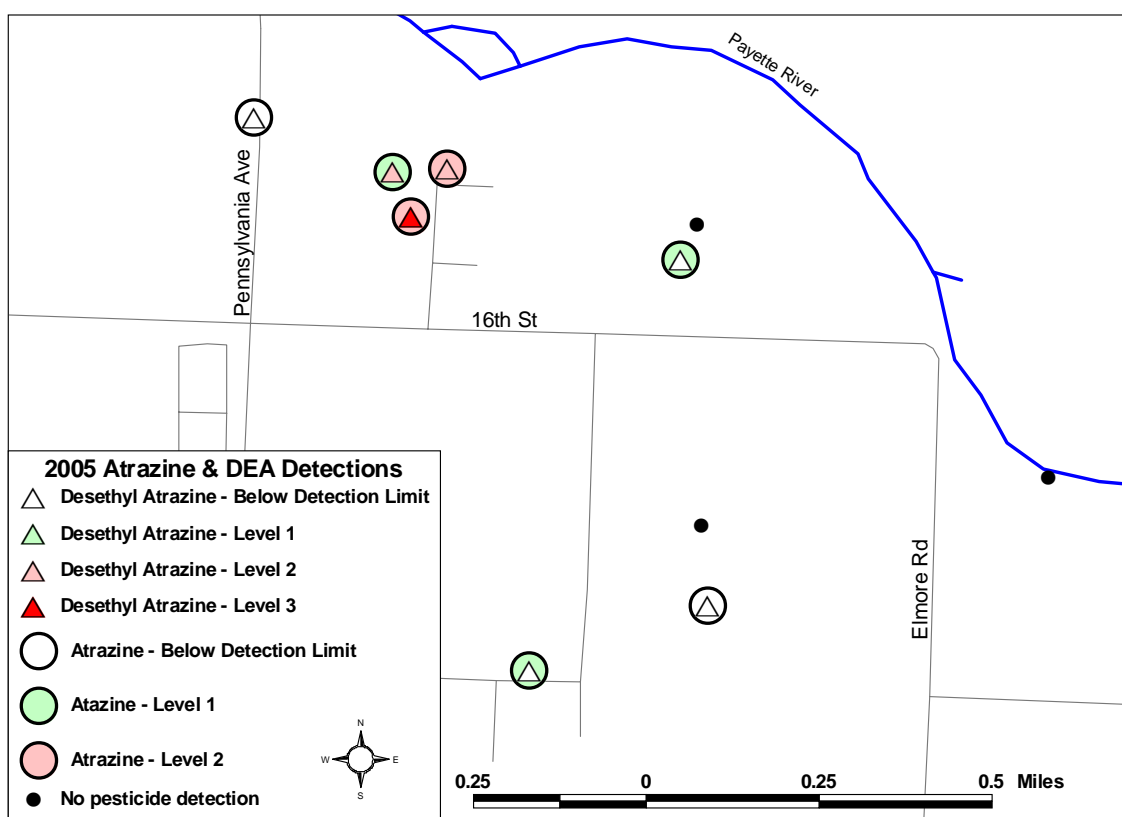 Payette River
Pennsylvania Ave
16th St
Elmore Rd
2005 Atrazine & DEA Detections
Desethyl Atrazine - Below Detection Limit
Desethyl Atrazine - Level 1
Desethyl Atrazine - Level 2
Desethyl Atrazine - Level 3
Atrazine - Below Detection Limit
Atazine - Level 1
Atrazine - Level 2
No pesticide detection
N
W E
S
0.25 0 0.25 0.5 Miles